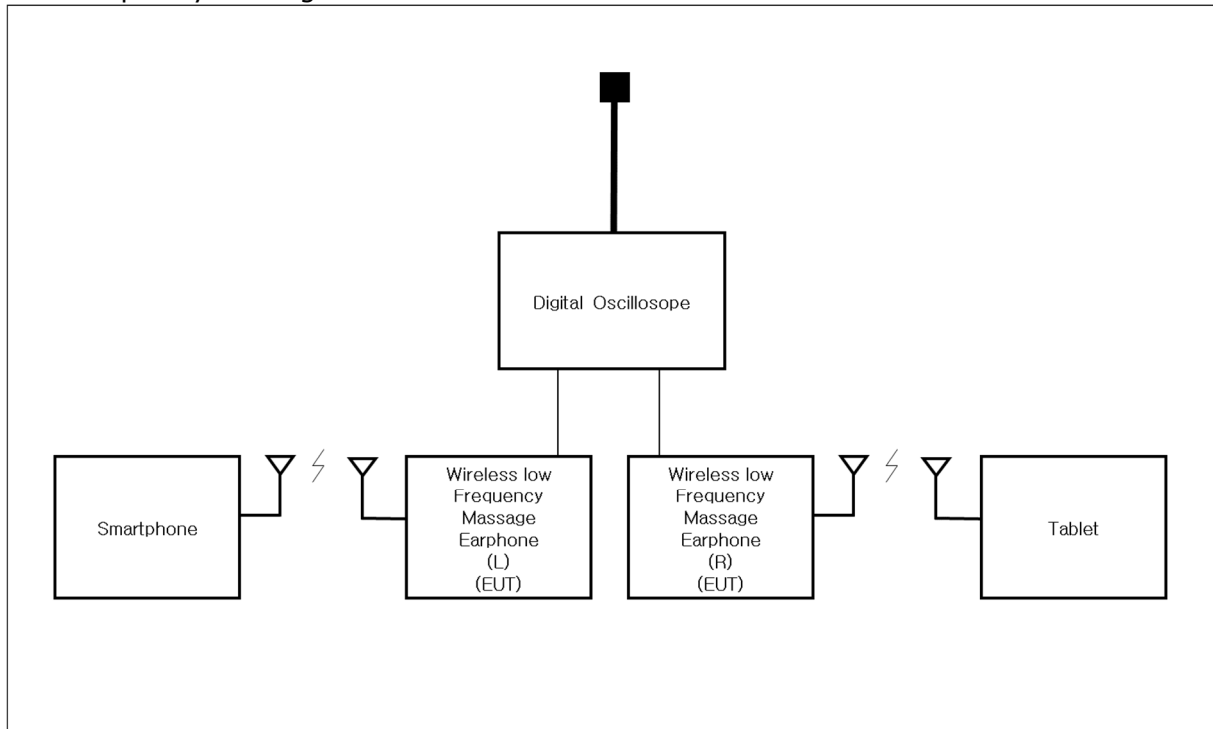 Digital Oscillosope
Smartphone
Wireless low
Frequency
Massage
Earphone
(L)
(EUT)
Wireless low
Frequency
Massage
Earphone
(R)
(EUT)
Tablet